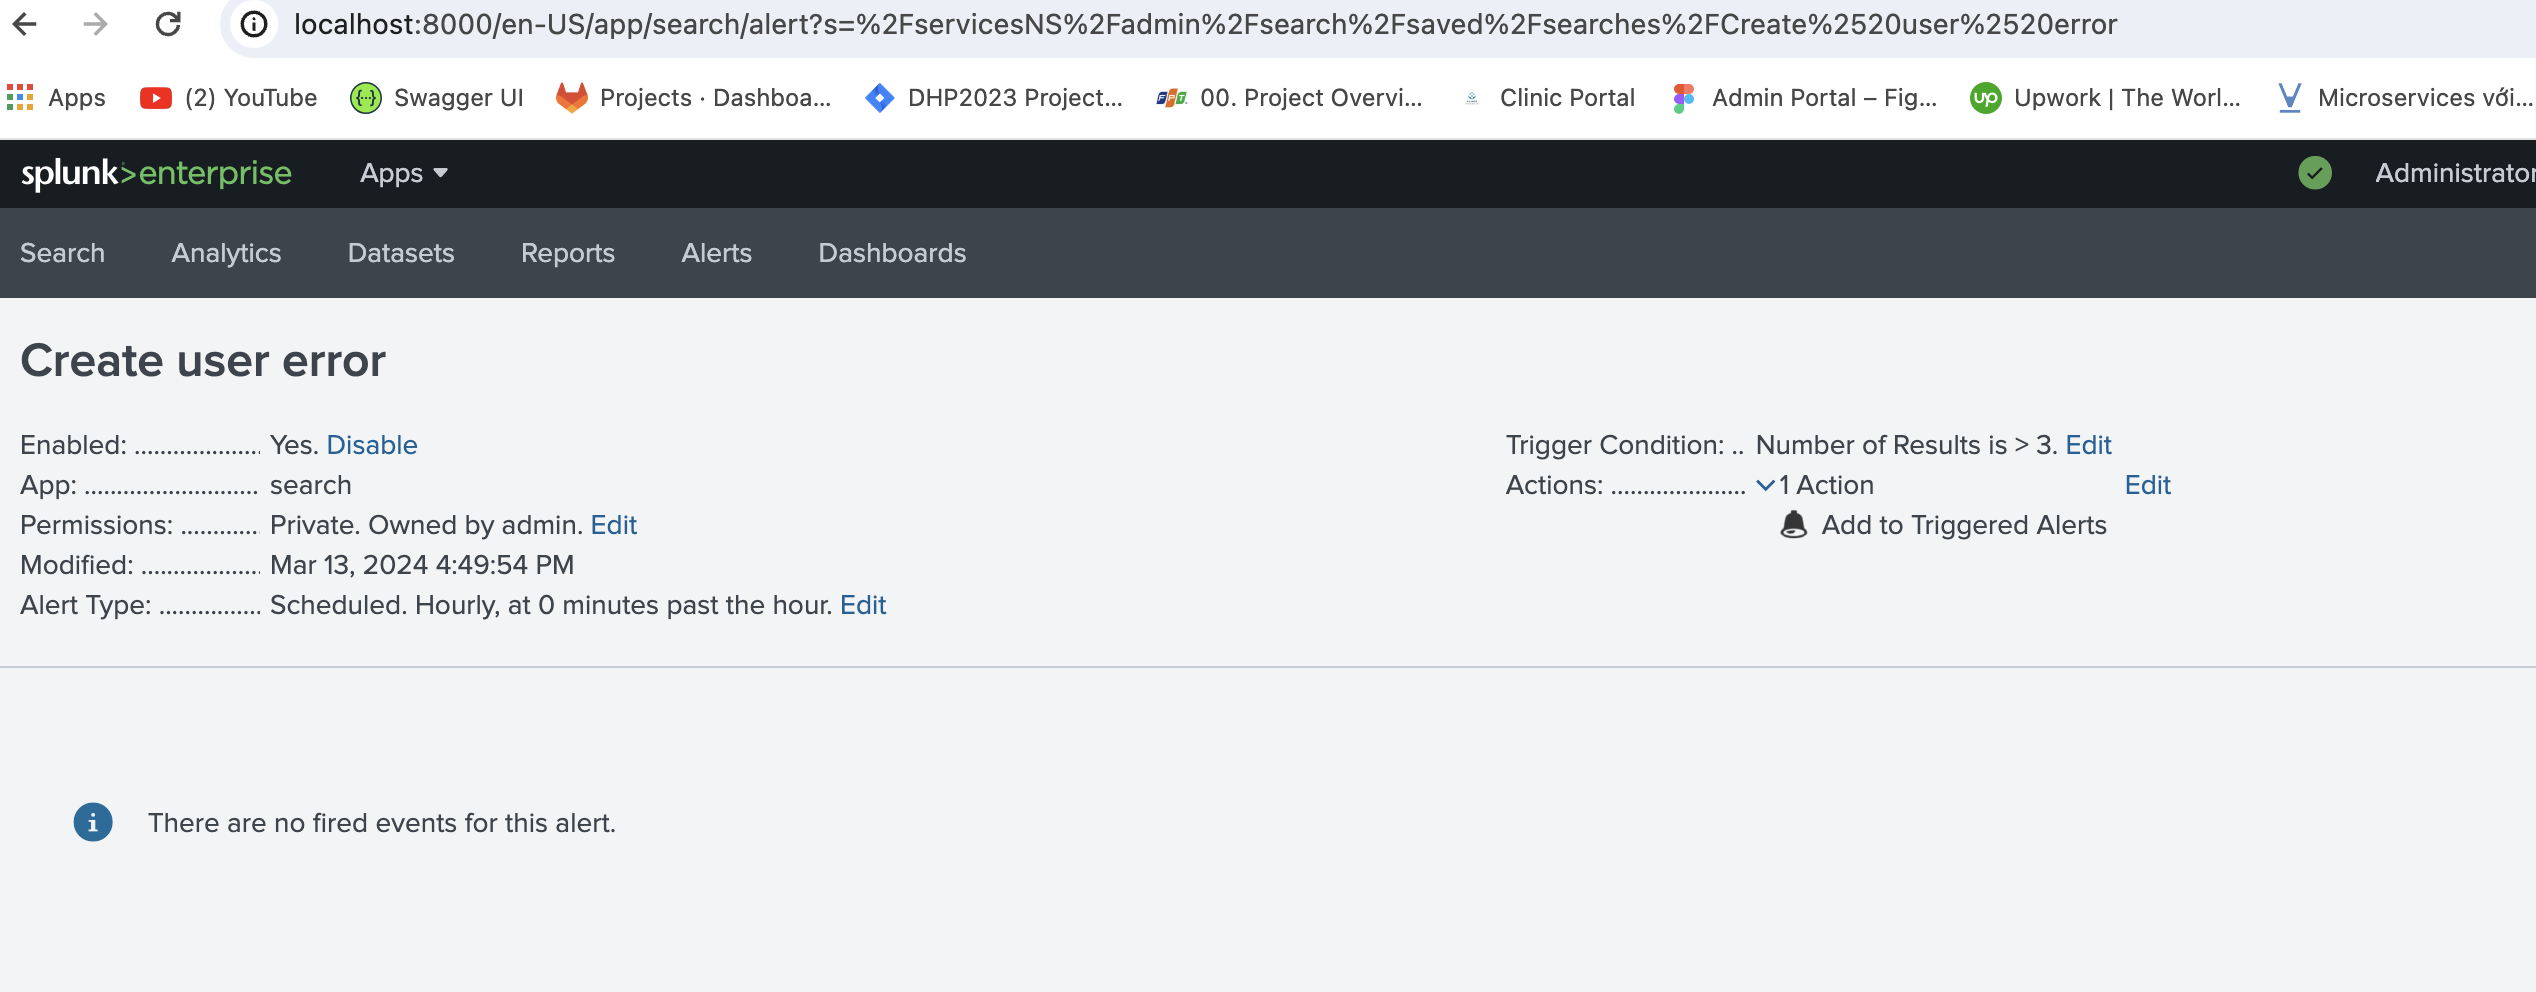 localhost:8000/en-US/app/search/alert?s=%2FservicesNS%2Fadmin%2Fsearch%2Fsaved%2Fsearches%2FCreate%2520user%2520error
Apps (2) YouTube Swagger UI Projects · Dashboa... DHP2023 Project... 00. Project Overvi... Clinic Portal Admin Portal – Fig... Upwork | The Worl... Microservices với...
splunk>enterprise Apps Administrator
Search Analytics Datasets Reports Alerts Dashboards
Create user error
Enabled: ................... Yes. Disable
App: ........................... search
Permissions: ............ Private. Owned by admin. Edit
Modified: ................... Mar 13, 2024 4:49:54 PM
Alert Type: ................ Scheduled. Hourly, at 0 minutes past the hour. Edit
Trigger Condition: .. Number of Results is > 3. Edit
Actions: ..................... 1 Action Edit
Add to Triggered Alerts
There are no fired events for this alert.